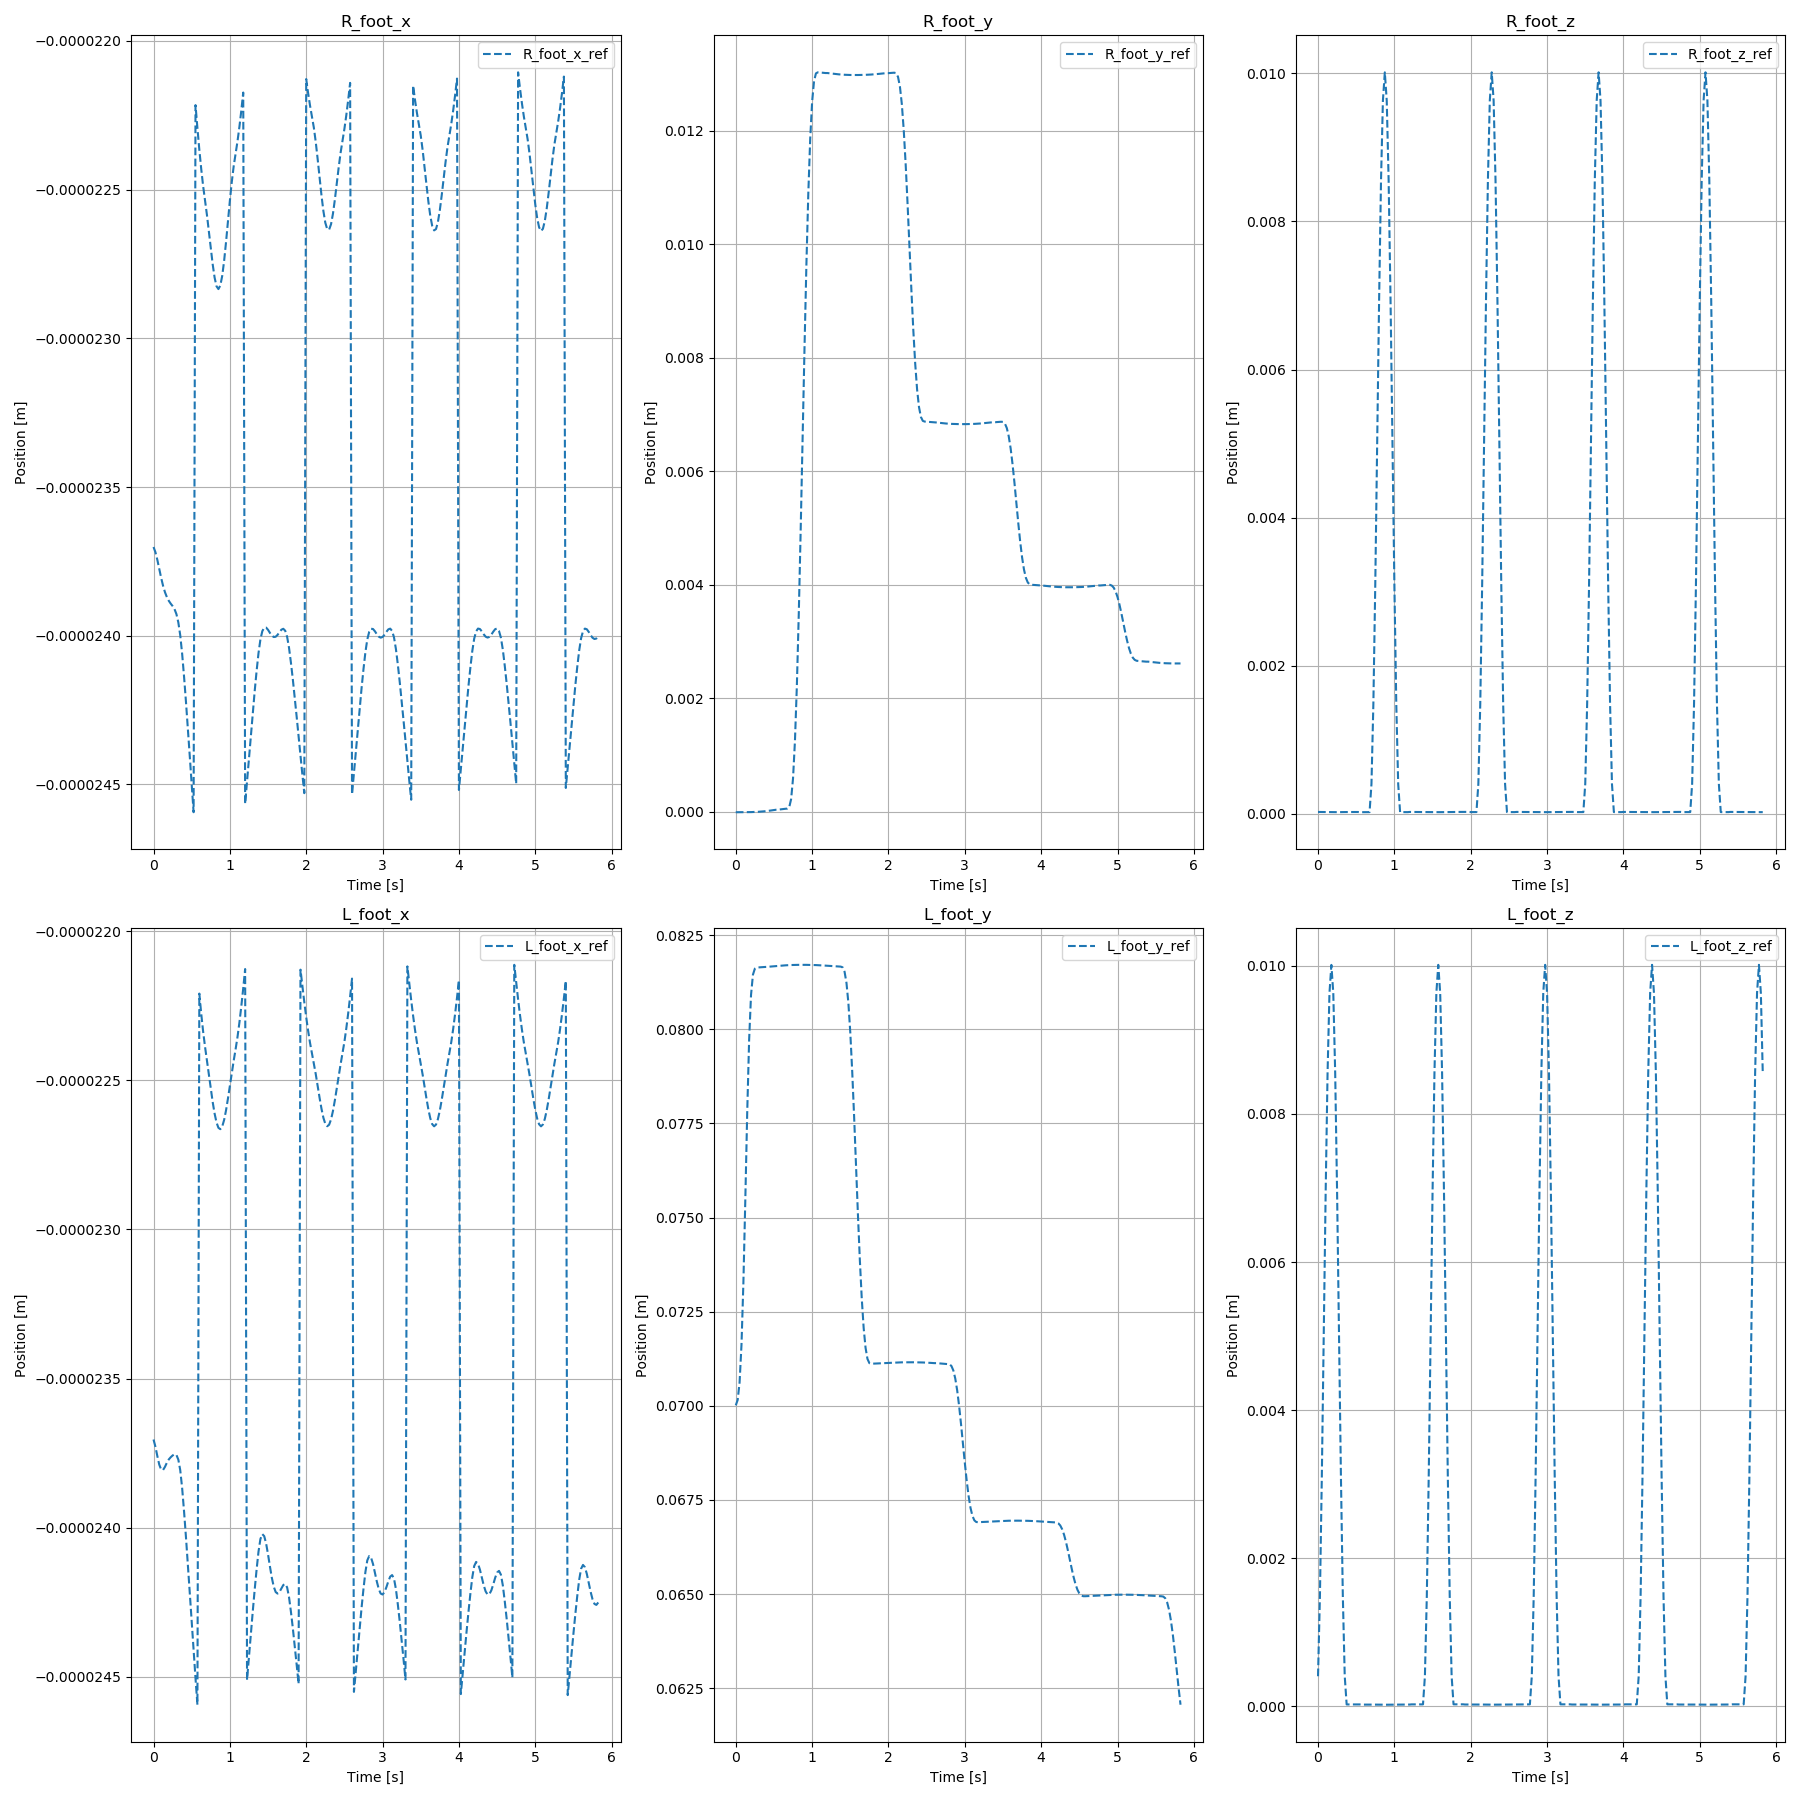 R_foot_x
R_foot_x_ref
−0.0000220
−0.0000225
−0.0000230
−0.0000235
−0.0000240
−0.0000245
Position [m]
0 1 2 3 4 5 6
Time [s]
R_foot_y
R_foot_y_ref
0.012
0.010
0.008
0.006
0.004
0.002
0.000
Position [m]
0 1 2 3 4 5 6
Time [s]
R_foot_z
R_foot_z_ref
0.010
0.008
0.006
0.004
0.002
0.000
Position [m]
0 1 2 3 4 5 6
Time [s]
L_foot_x
L_foot_x_ref
−0.0000220
−0.0000225
−0.0000230
−0.0000235
−0.0000240
−0.0000245
Position [m]
0 1 2 3 4 5 6
Time [s]
L_foot_y
L_foot_y_ref
0.0825
0.0800
0.0775
0.0750
0.0725
0.0700
0.0675
0.0650
0.0625
Position [m]
0 1 2 3 4 5 6
Time [s]
L_foot_z
L_foot_z_ref
0.010
0.008
0.006
0.004
0.002
0.000
Position [m]
0 1 2 3 4 5 6
Time [s]